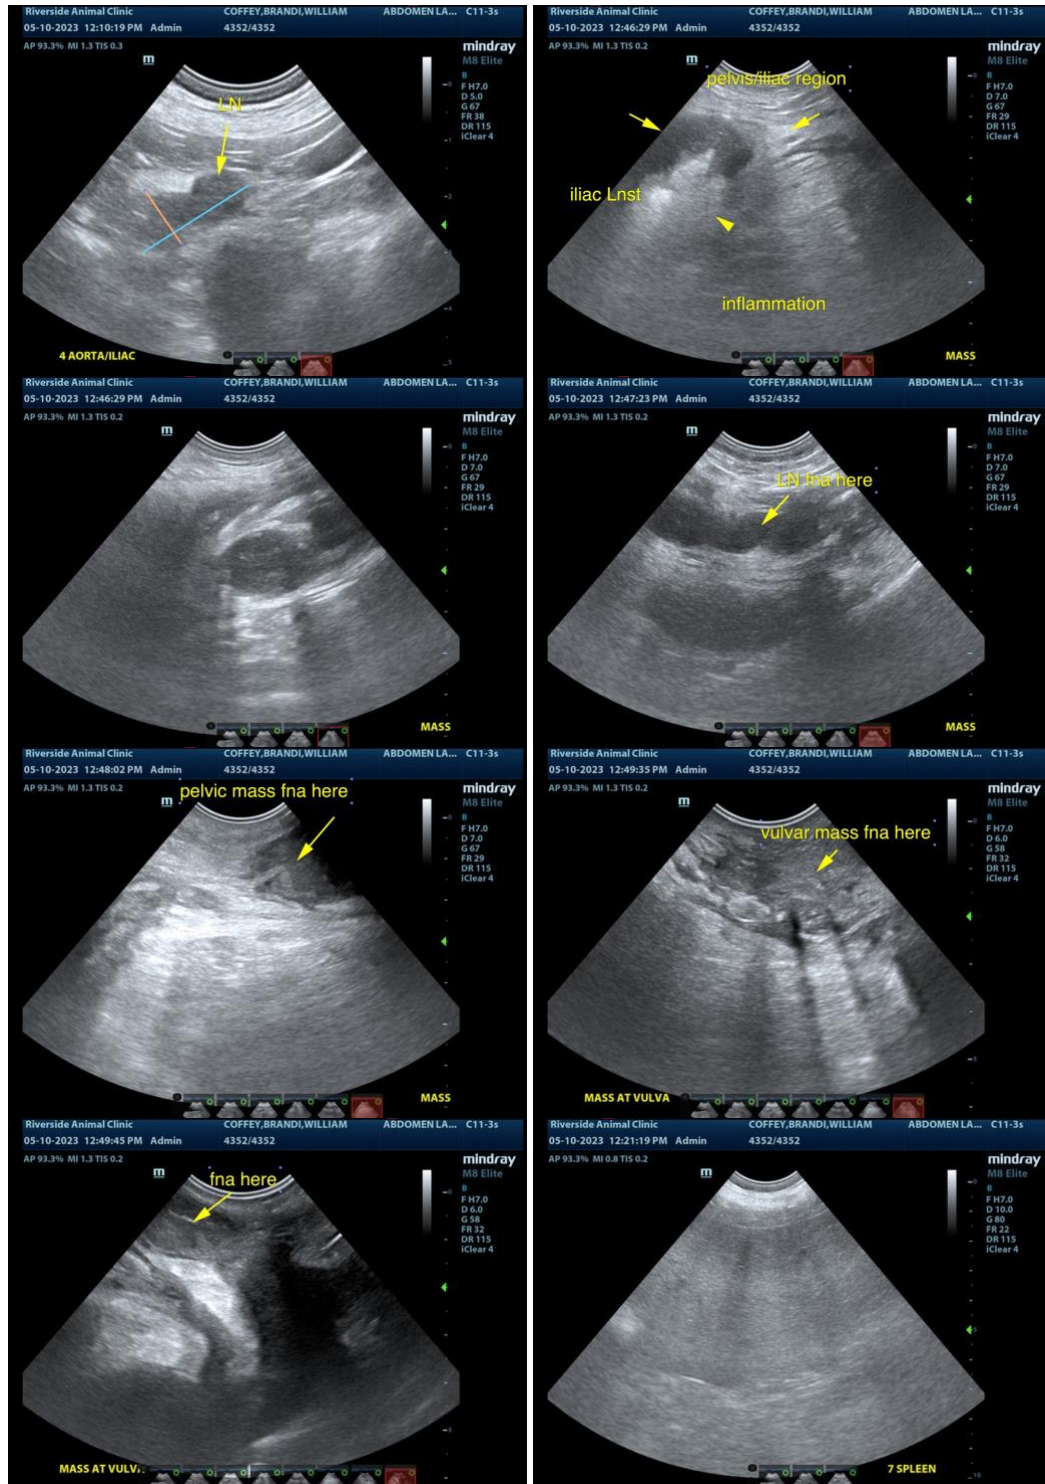 Riverside Animal Clinic COFFEY,BRANDI,WILLIAM ABDOMEN LA... C11-3s
05-10-2023 12:10:19 PM Admin 4352/4352
AP 93.3% MI 1.3 TIS 0.3
mindray
M8 Elite
m
B
F H7.0
D 5.0
G 67
FR 38
DR 115
iClear 4
LN
4 AORTA/ILIAC
Riverside Animal Clinic COFFEY,BRANDI,WILLIAM ABDOMEN LA... C11-3s
05-10-2023 12:46:29 PM Admin 4352/4352
AP 93.3% MI 1.3 TIS 0.2
mindray
M8 Elite
m
B
F H7.0
D 7.0
G 67
FR 29
DR 115
iClear 4
pelvis/iliac region
iliac Lnst
inflammation
MASS
Riverside Animal Clinic COFFEY,BRANDI,WILLIAM ABDOMEN LA... C11-3s
05-10-2023 12:46:29 PM Admin 4352/4352
AP 93.3% MI 1.3 TIS 0.2
mindray
M8 Elite
m
B
F H7.0
D 7.0
G 67
FR 29
DR 115
iClear 4
MASS
Riverside Animal Clinic COFFEY,BRANDI,WILLIAM ABDOMEN LA... C11-3s
05-10-2023 12:47:23 PM Admin 4352/4352
AP 93.3% MI 1.3 TIS 0.2
mindray
M8 Elite
m
B
F H7.0
D 7.0
G 67
FR 29
DR 115
iClear 4
LN fna here
MASS
Riverside Animal Clinic COFFEY,BRANDI,WILLIAM ABDOMEN LA... C11-3s
05-10-2023 12:48:02 PM Admin 4352/4352
AP 93.3% MI 1.3 TIS 0.2
mindray
M8 Elite
m
B
F H7.0
D 7.0
G 67
FR 29
DR 115
iClear 4
pelvic mass fna here
MASS
Riverside Animal Clinic COFFEY,BRANDI,WILLIAM ABDOMEN LA... C11-3s
05-10-2023 12:49:35 PM Admin 4352/4352
AP 93.3% MI 1.3 TIS 0.2
mindray
M8 Elite
m
B
F H7.0
D 6.0
G 58
FR 32
DR 115
iClear 4
vulvar mass fna here
MASS AT VULVA
Riverside Animal Clinic COFFEY,BRANDI,WILLIAM ABDOMEN LA... C11-3s
05-10-2023 12:49:45 PM Admin 4352/4352
AP 93.3% MI 1.3 TIS 0.2
mindray
M8 Elite
m
B
F H7.0
D 6.0
G 58
FR 32
DR 115
iClear 4
fna here
MASS AT VULVA
Riverside Animal Clinic COFFEY,BRANDI,WILLIAM ABDOMEN LA... C11-3s
05-10-2023 12:21:19 PM Admin 4352/4352
AP 93.3% MI 0.8 TIS 0.2
mindray
M8 Elite
m
B
F H7.0
D 10.0
G 80
FR 22
DR 115
iClear 4
7 SPLEEN